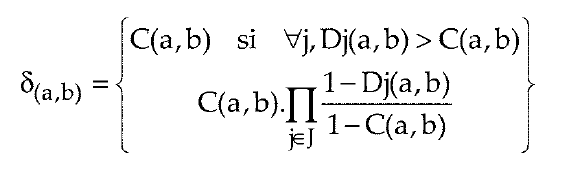 δ(a,b) = { C(a,b) si ∀j, Dj(a,b) > C(a,b)
C(a,b). ∏ j∈J (1 − Dj(a,b)) / (1 − C(a,b)) }